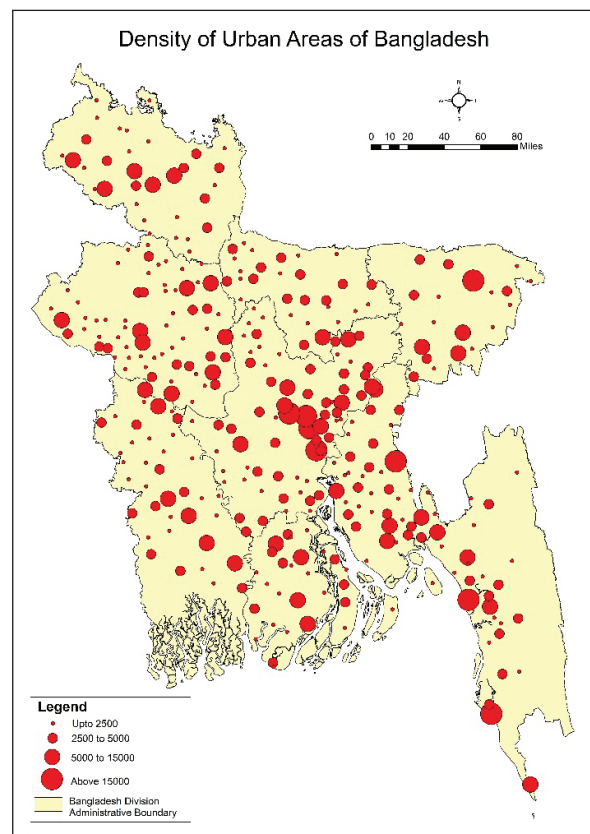 Density of Urban Areas of Bangladesh
N
W E
S
0 10 20 40 60 80
Miles
Legend
Upto 2500
2500 to 5000
5000 to 15000
Above 15000
Bangladesh Division
Administrative Boundary